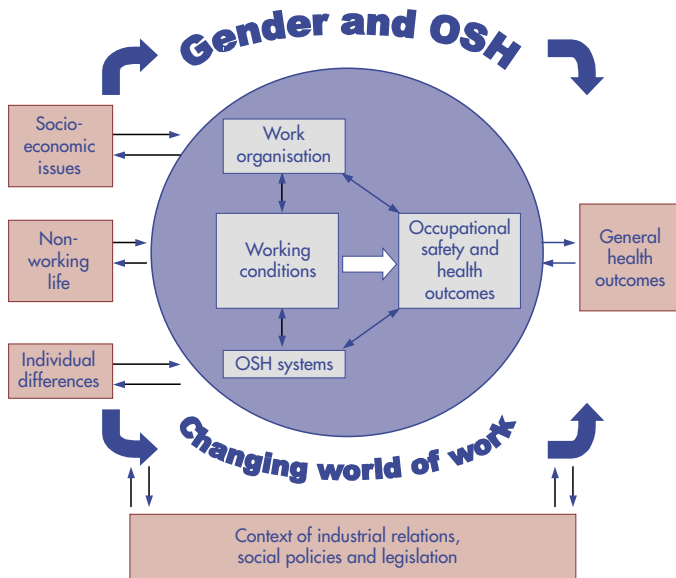 Gender and OSH
Socio-
economic
issues
Work
organisation
Non-
working
life
Working
conditions
Occupational
safety and
health
outcomes
General
health
outcomes
Individual
differences
OSH systems
Changing world of work
Context of industrial relations,
social policies and legislation